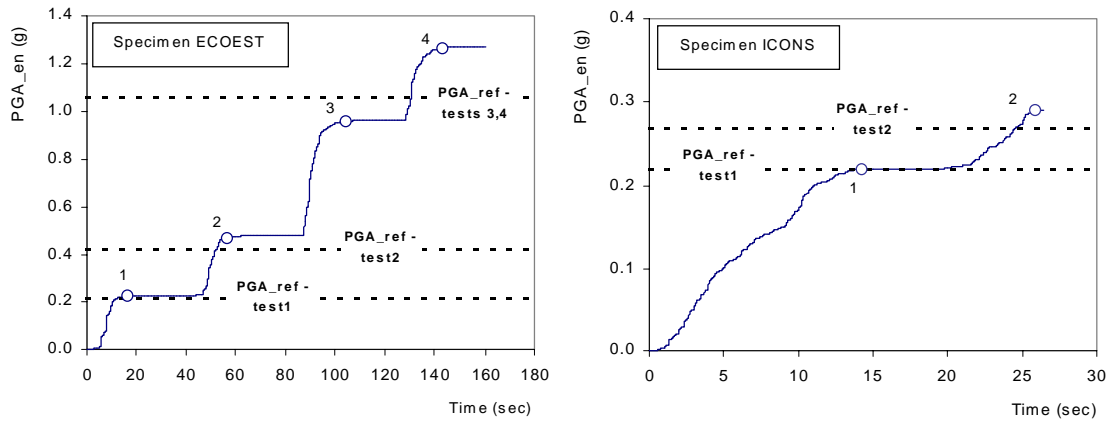 Specimen ECOEST
PGA_en (g)
1.4
1.2
1.0
0.8
0.6
0.4
0.2
0.0
4
PGA_ref -
tests 3,4
3
2
PGA_ref -
test2
1
PGA_ref -
test1
0 20 40 60 80 100 120 140 160 180
Time (sec)
Specimen ICONS
PGA_en (g)
0.4
0.3
0.2
0.1
0.0
2
PGA_ref -
test2
PGA_ref -
test1
1
0 5 10 15 20 25 30
Time (sec)